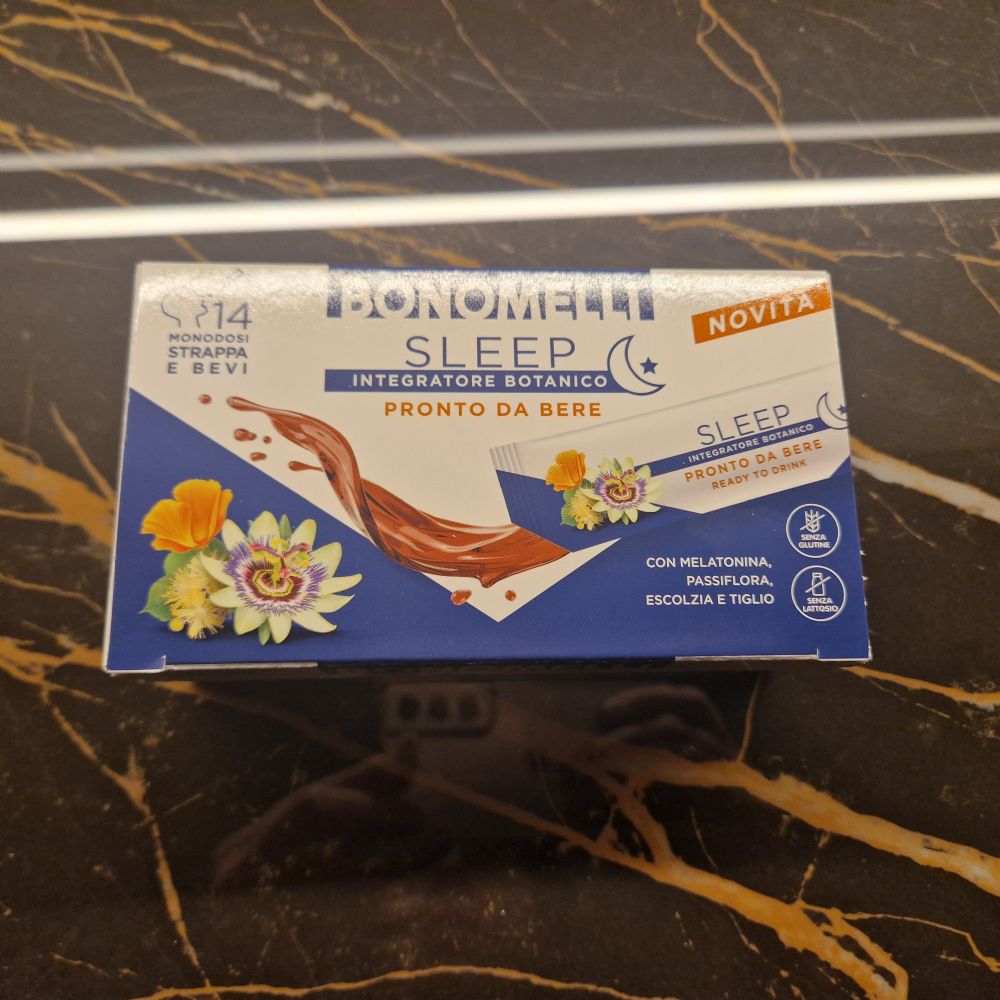 14
MONODOSI
STRAPPA
E BEVI
BONOMELLI
SLEEP
INTEGRATORE BOTANICO
PRONTO DA BERE
NOVITÀ
SLEEP
INTEGRATORE BOTANICO
PRONTO DA BERE
READY TO DRINK
CON MELATONINA,
PASSIFLORA,
ESCOLZIA E TIGLIO
SENZA
GLUTINE
SENZA
LATTOSIO